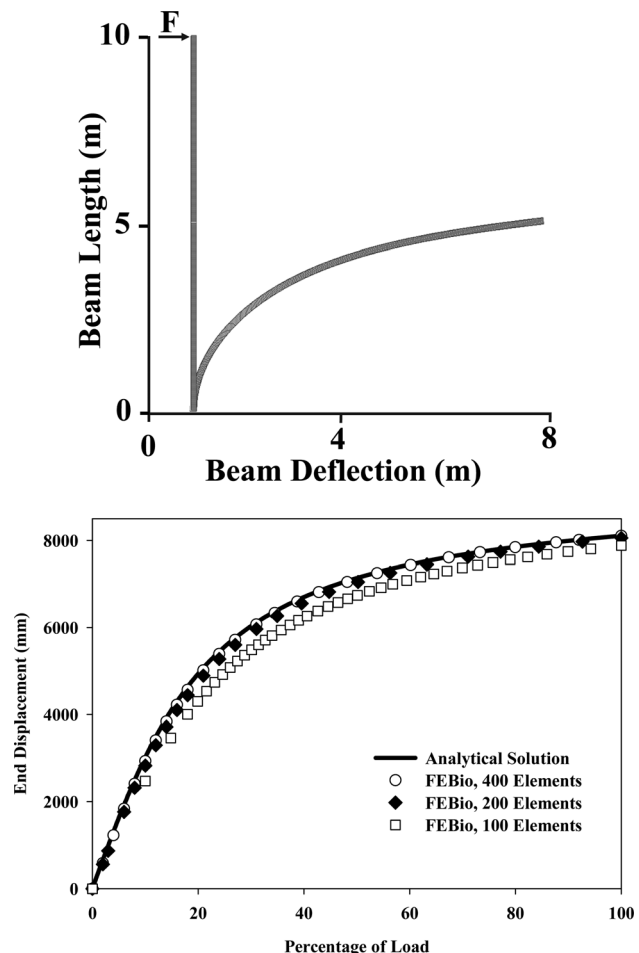 F
10
Beam Length (m)
5
0
0
4
8
Beam Deflection (m)
8000
6000
4000
2000
0
End Displacement (mm)
Analytical Solution
FEBio, 400 Elements
FEBio, 200 Elements
FEBio, 100 Elements
0
20
40
60
80
100
Percentage of Load